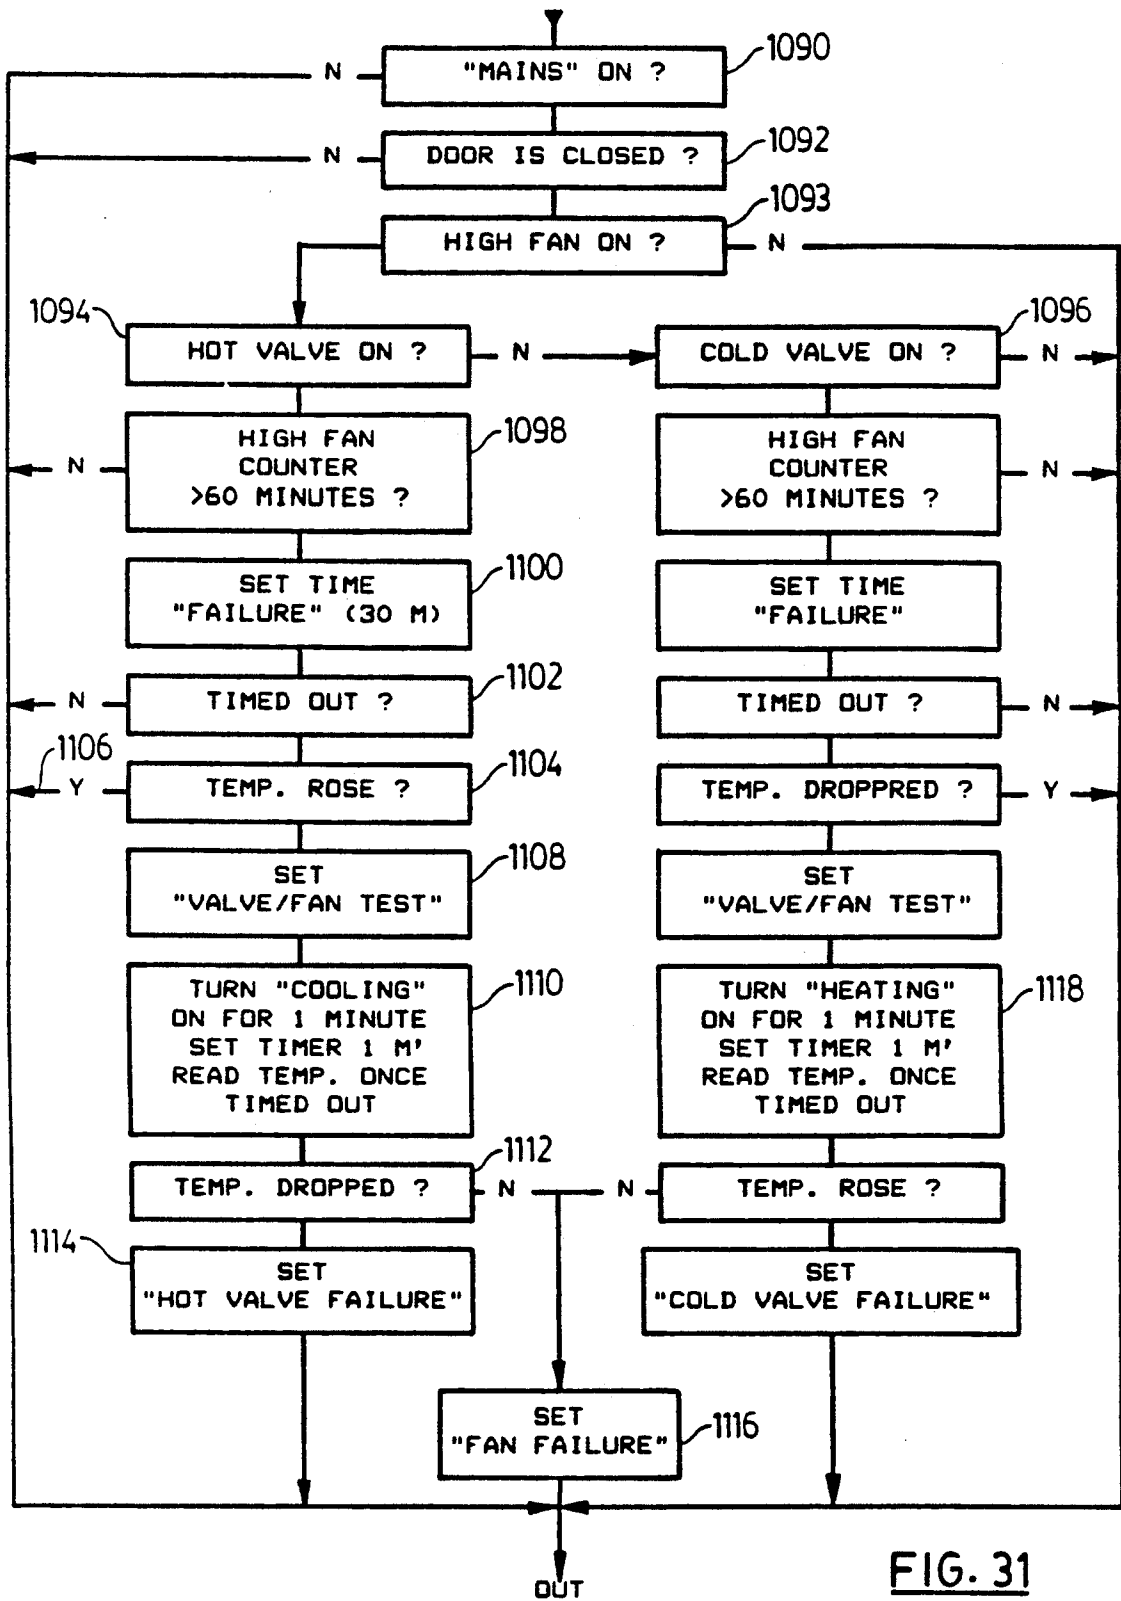 1090
"MAINS" ON ?
N
1092
DOOR IS CLOSED ?
N
1093
HIGH FAN ON ?
N
1094
HOT VALVE ON ?
N
1096
COLD VALVE ON ?
N
1098
HIGH FAN
COUNTER
>60 MINUTES ?
N
HIGH FAN
COUNTER
>60 MINUTES ?
N
1100
SET TIME
"FAILURE" (30 M)
SET TIME
"FAILURE"
1102
TIMED OUT ?
N
TIMED OUT ?
N
1106
Y
1104
TEMP. ROSE ?
TEMP. DROPPRED ?
Y
1108
SET
"VALVE/FAN TEST"
SET
"VALVE/FAN TEST"
1110
TURN "COOLING"
ON FOR 1 MINUTE
SET TIMER 1 M'
READ TEMP. ONCE
TIMED OUT
1118
TURN "HEATING"
ON FOR 1 MINUTE
SET TIMER 1 M'
READ TEMP. ONCE
TIMED OUT
1112
TEMP. DROPPED ?
N
N
TEMP. ROSE ?
1114
SET
"HOT VALVE FAILURE"
SET
"COLD VALVE FAILURE"
SET
"FAN FAILURE"
1116
OUT
FIG. 31